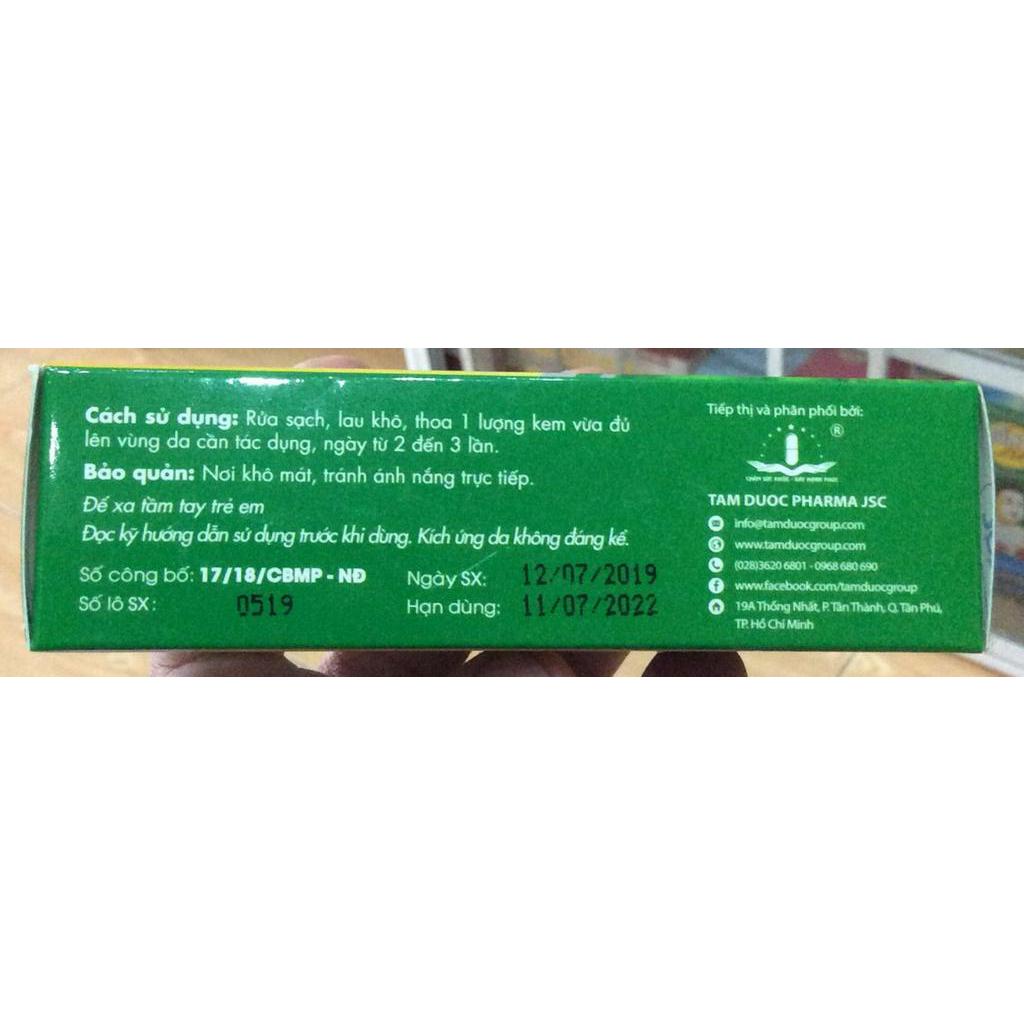 Cách sử dụng: Rửa sạch, lau khô, thoa 1 lượng kem vừa đủ
lên vùng da cần tác dụng, ngày từ 2 đến 3 lần.
Bảo quản: Nơi khô mát, tránh ánh nắng trực tiếp.
Để xa tầm tay trẻ em
Đọc kỹ hướng dẫn sử dụng trước khi dùng. Kích ứng da không đáng kể.
Số công bố: 17/18/CBMP - NĐ
Số lô SX: 0519
Ngày SX: 12/07/2019
Hạn dùng: 11/07/2022
Tiếp thị và phân phối bởi:
®
TAM DUOC PHARMA JSC
info@tamduocgroup.com
www.tamduocgroup.com
(028)3620 6801 - 0968 680 690
www.facebook.com/tamduocgroup
19A Thống Nhất, P. Tân Thành, Q. Tân Phú,
TP. Hồ Chí Minh